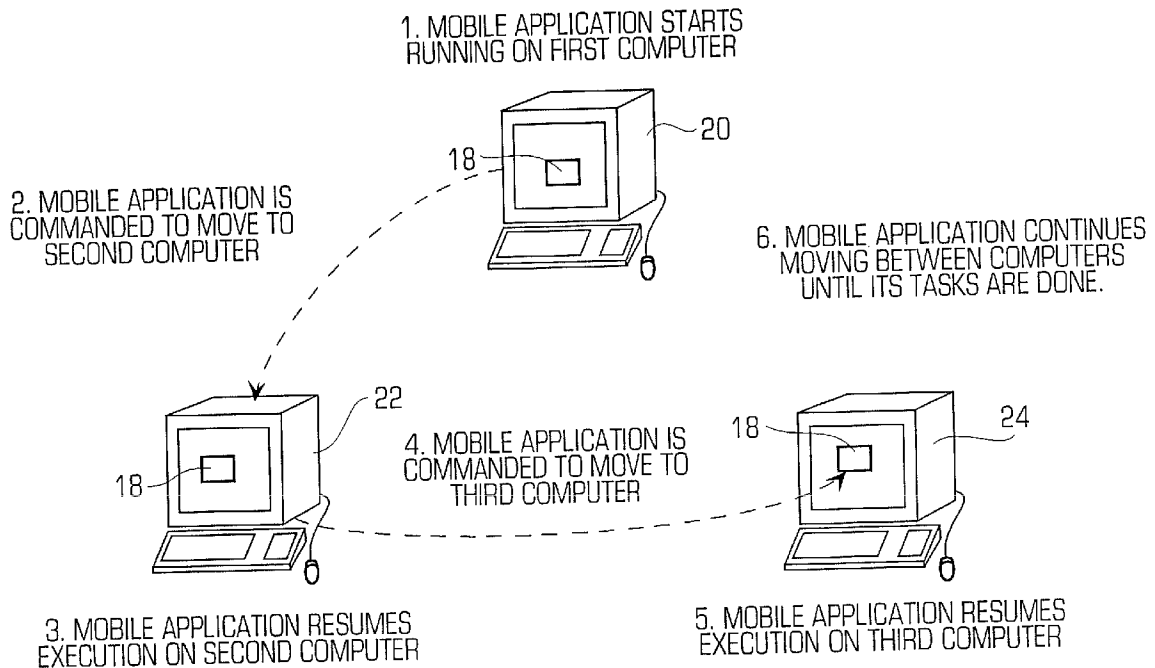 1. MOBILE APPLICATION STARTS
RUNNING ON FIRST COMPUTER
20
18
2. MOBILE APPLICATION IS
COMMANDED TO MOVE TO
SECOND COMPUTER
6. MOBILE APPLICATION CONTINUES
MOVING BETWEEN COMPUTERS
UNTIL ITS TASKS ARE DONE.
22
18
4. MOBILE APPLICATION IS
COMMANDED TO MOVE TO
THIRD COMPUTER
18
24
3. MOBILE APPLICATION RESUMES
EXECUTION ON SECOND COMPUTER
5. MOBILE APPLICATION RESUMES
EXECUTION ON THIRD COMPUTER